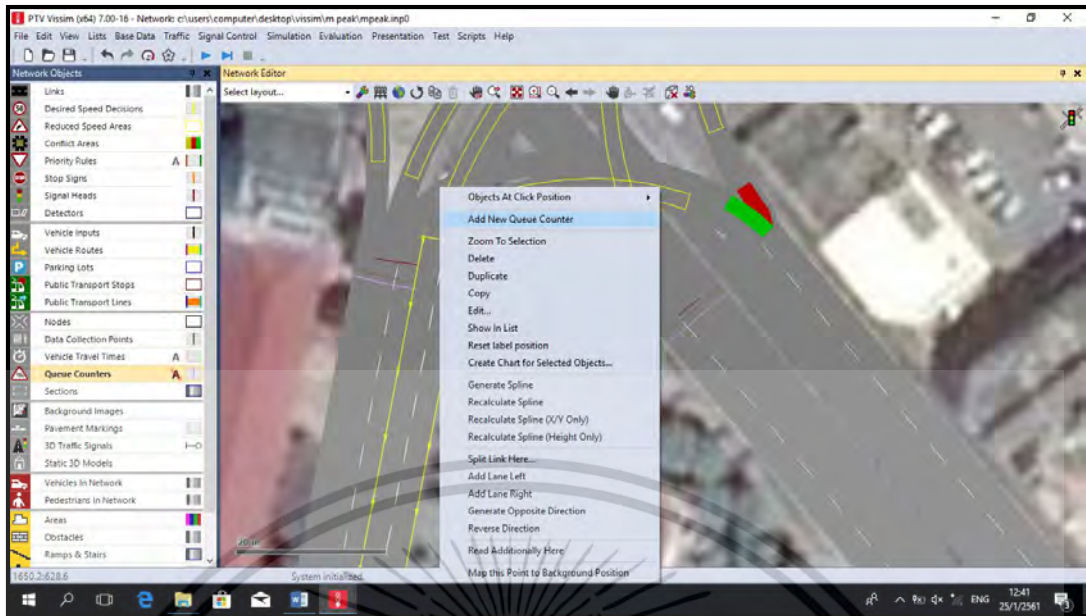 PTV Vissim (x64) 7.00-16 - Network: c:\users\computer\desktop\vissim\m peak\mpeak.inp0
File Edit View Lists Base Data Traffic Signal Control Simulation Evaluation Presentation Test Scripts Help
Network Objects
Network Editor
Links
Select layout...
Desired Speed Decisions
Reduced Speed Areas
Conflict Areas
Priority Rules A
Stop Signs
Signal Heads
Detectors
Vehicle Inputs
Vehicle Routes
Parking Lots
Public Transport Stops
Public Transport Lines
Nodes
Data Collection Points
Vehicle Travel Times A
Queue Counters A
Sections
Background Images
Pavement Markings
3D Traffic Signals
Static 3D Models
Vehicles In Network
Pedestrians In Network
Areas
Obstacles
Ramps & Stairs
Objects At Click Position
Add New Queue Counter
Zoom To Selection
Delete
Duplicate
Copy
Edit...
Show In List
Reset label position
Create Chart for Selected Objects...
Generate Spline
Recalculate Spline
Recalculate Spline (X/Y Only)
Recalculate Spline (Height Only)
Split Link Here...
Add Lane Left
Add Lane Right
Generate Opposite Direction
Reverse Direction
Read Additionally Here
Map this Point to Background Position
1650.2:628.6
System initialized.
ENG
12:41
25/1/2561